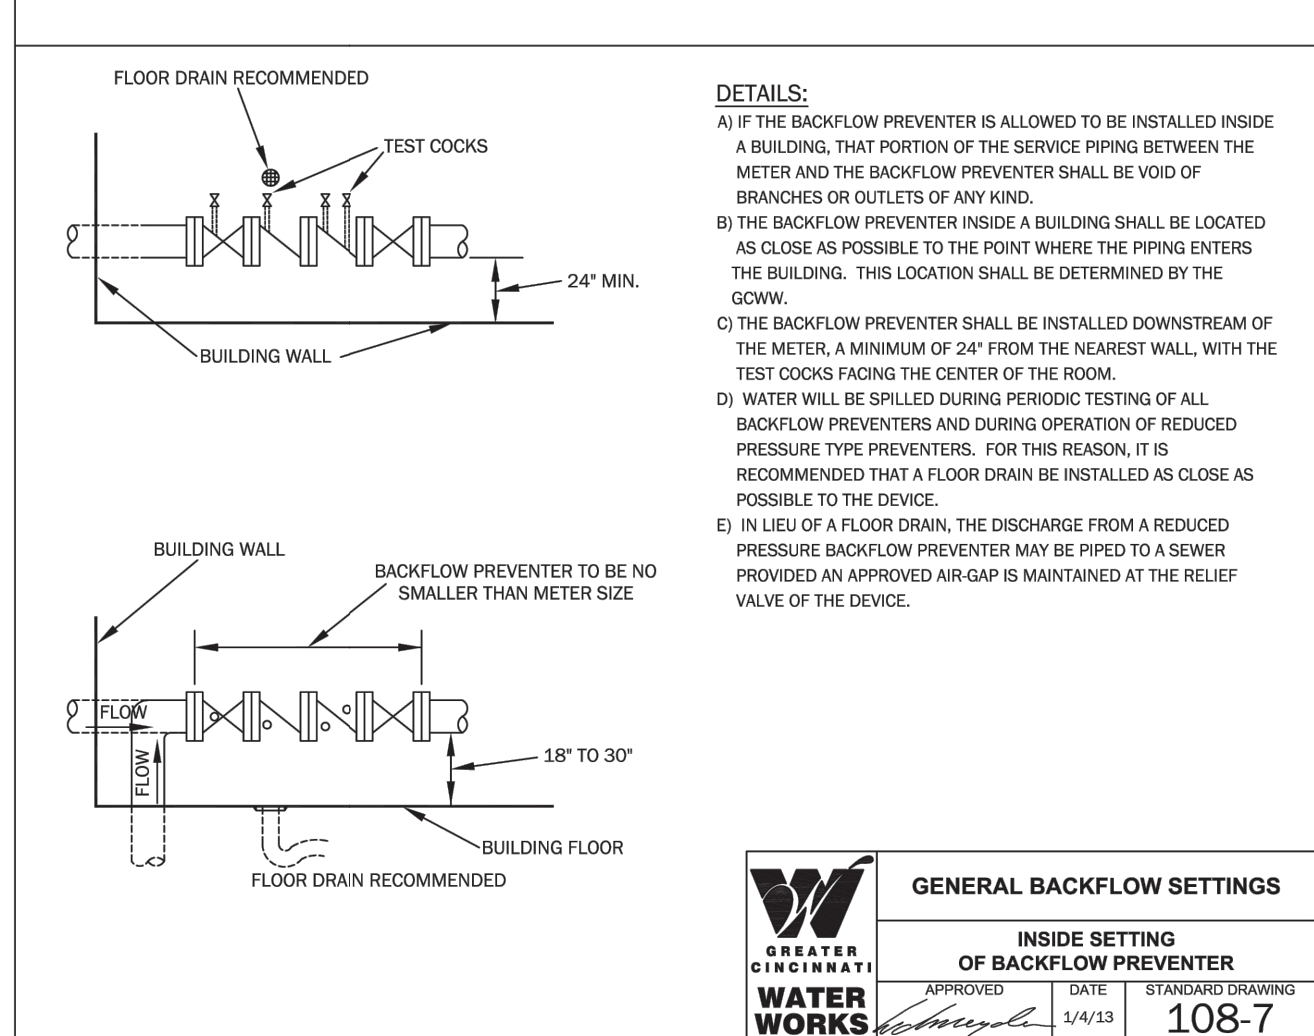 FLOOR DRAIN RECOMMENDED
TEST COCKS
24" MIN.
BUILDING WALL
BUILDING WALL
BACKFLOW PREVENTER TO BE NO
SMALLER THAN METER SIZE
FLOW
FLOW
18" TO 30"
BUILDING FLOOR
FLOOR DRAIN RECOMMENDED
DETAILS:
A) IF THE BACKFLOW PREVENTER IS ALLOWED TO BE INSTALLED INSIDE
A BUILDING, THAT PORTION OF THE SERVICE PIPING BETWEEN THE
METER AND THE BACKFLOW PREVENTER SHALL BE VOID OF
BRANCHES OR OUTLETS OF ANY KIND.
B) THE BACKFLOW PREVENTER INSIDE A BUILDING SHALL BE LOCATED
AS CLOSE AS POSSIBLE TO THE POINT WHERE THE PIPING ENTERS
THE BUILDING. THIS LOCATION SHALL BE DETERMINED BY THE
GCWW.
C) THE BACKFLOW PREVENTER SHALL BE INSTALLED DOWNSTREAM OF
THE METER, A MINIMUM OF 24" FROM THE NEAREST WALL, WITH THE
TEST COCKS FACING THE CENTER OF THE ROOM.
D) WATER WILL BE SPILLED DURING PERIODIC TESTING OF ALL
BACKFLOW PREVENTERS AND DURING OPERATION OF REDUCED
PRESSURE TYPE PREVENTERS. FOR THIS REASON, IT IS
RECOMMENDED THAT A FLOOR DRAIN BE INSTALLED AS CLOSE AS
POSSIBLE TO THE DEVICE.
E) IN LIEU OF A FLOOR DRAIN, THE DISCHARGE FROM A REDUCED
PRESSURE BACKFLOW PREVENTER MAY BE PIPED TO A SEWER
PROVIDED AN APPROVED AIR-GAP IS MAINTAINED AT THE RELIEF
VALVE OF THE DEVICE.
GREATER
CINCINNATI
WATER
WORKS
GENERAL BACKFLOW SETTINGS
INSIDE SETTING
OF BACKFLOW PREVENTER
APPROVED
DATE
1/4/13
STANDARD DRAWING
108-7